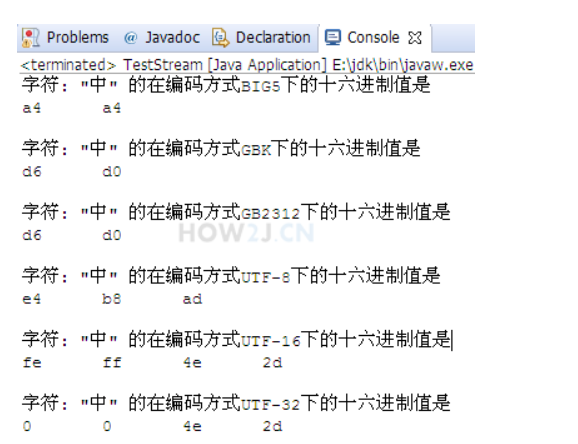 Problems @ Javadoc Declaration Console
<terminated> TestStream [Java Application] E:\jdk\bin\javaw.exe
字符: "中" 的在编码方式BIG5下的十六进制值是
a4 a4
字符: "中" 的在编码方式GBK下的十六进制值是
d6 d0
字符: "中" 的在编码方式GB2312下的十六进制值是
d6 d0
HOW2J.CN
字符: "中" 的在编码方式UTF-8下的十六进制值是
e4 b8 ad
字符: "中" 的在编码方式UTF-16下的十六进制值是
fe ff 4e 2d
字符: "中" 的在编码方式UTF-32下的十六进制值是
0 0 4e 2d